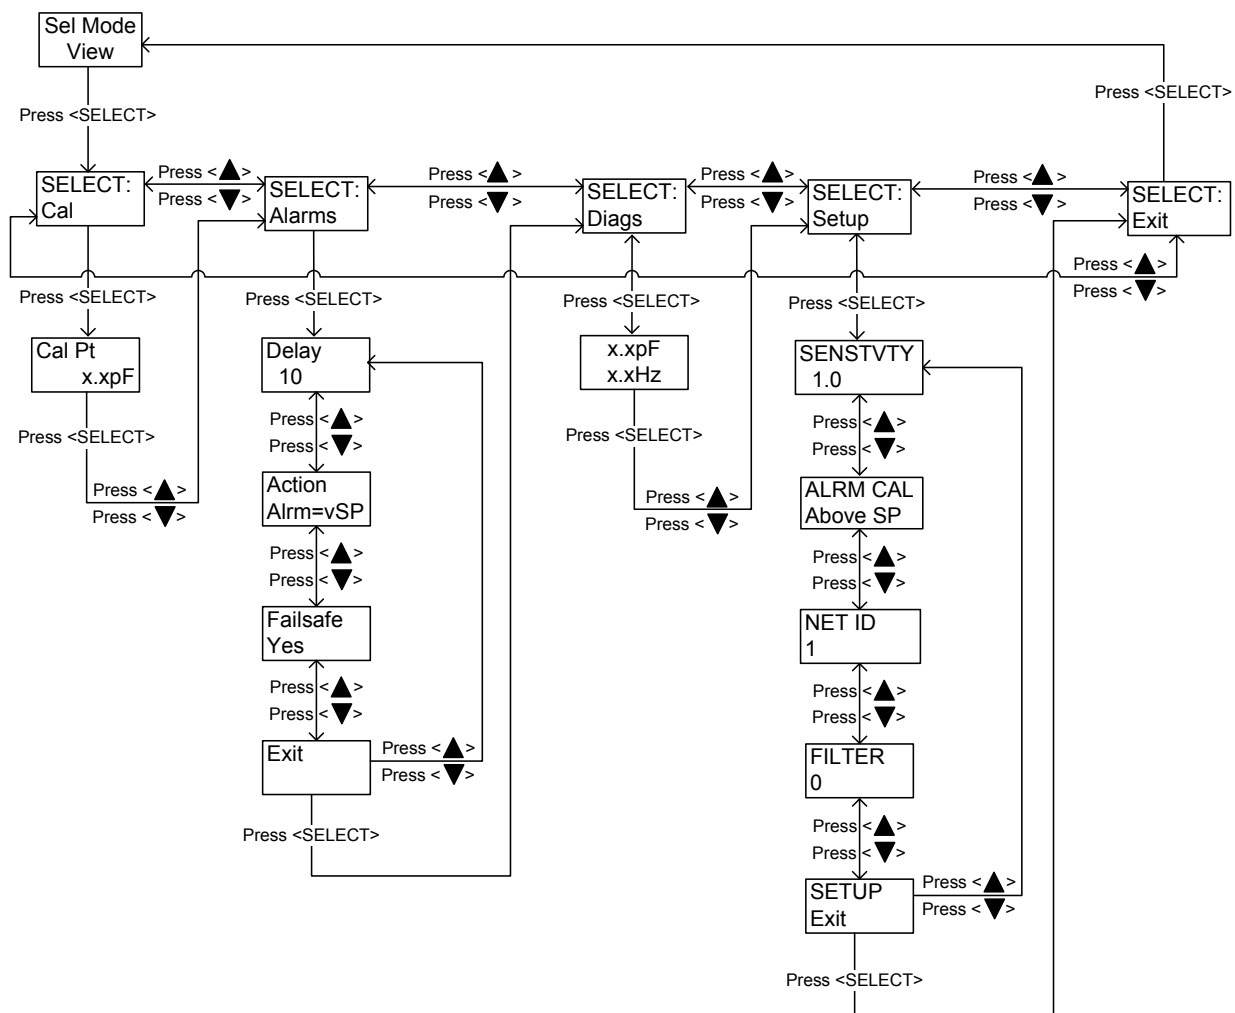 Sel Mode
View
Press <SELECT>
Press <SELECT>
Press <▲>
Press <▼>
Press <▲>
Press <▼>
Press <▲>
Press <▼>
Press <▲>
Press <▼>
SELECT:
Cal
SELECT:
Alarms
SELECT:
Diags
SELECT:
Setup
SELECT:
Exit
Press <▲>
Press <▼>
Press <SELECT>
Press <SELECT>
Press <SELECT>
Press <SELECT>
Cal Pt
x.xpF
Delay
10
x.xpF
x.xHz
SENSTVTY
1.0
Press <SELECT>
Press <▲>
Press <▼>
Press <SELECT>
Press <▲>
Press <▼>
Press <▲>
Press <▼>
Action
Alrm=vSP
Press <▲>
Press <▼>
ALRM CAL
Above SP
Press <▲>
Press <▼>
Press <▲>
Press <▼>
Failsafe
Yes
NET ID
1
Press <▲>
Press <▼>
Press <▲>
Press <▼>
Exit
Press <▲>
Press <▼>
FILTER
0
Press <SELECT>
Press <▲>
Press <▼>
SETUP
Exit
Press <▲>
Press <▼>
Press <SELECT>